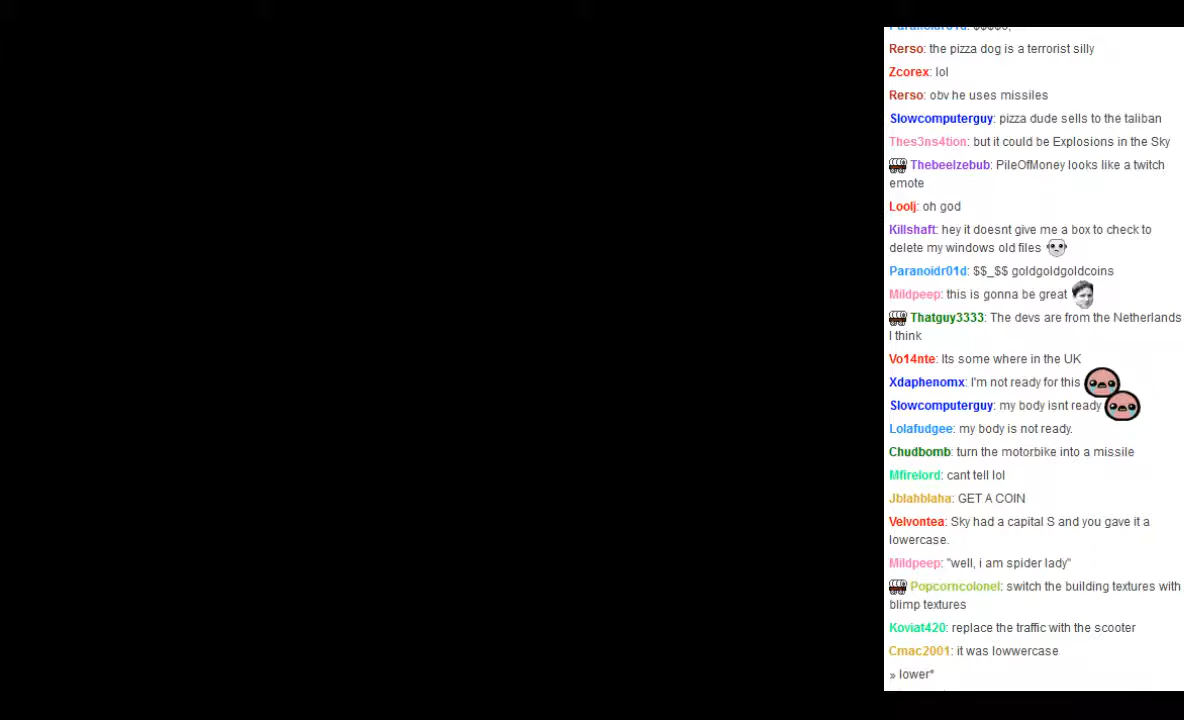 Rerso: the pizza dog is a terrorist silly
Zcorex: lol
Rerso: obv he uses missiles
Slowcomputerguy: pizza dude sells to the taliban
Thes3ns4tion: but it could be Explosions in the Sky
Thebeelzebub: PileOfMoney looks like a twitch
emote
Loolj: oh god
Killshaft: hey it doesnt give me a box to check to
delete my windows old files
Paranoidr01d: $$_$$ goldgoldgoldcoins
Mildpeep: this is gonna be great
Thatguy3333: The devs are from the Netherlands
I think
Vo14nte: Its some where in the UK
Xdaphenomx: I'm not ready for this
Slowcomputerguy: my body isnt ready
Lolafudgee: my body is not ready.
Chudbomb: turn the motorbike into a missile
Mfirelord: cant tell lol
Jblahblaha: GET A COIN
Velvontea: Sky had a capital S and you gave it a
lowercase.
Mildpeep: "well, i am spider lady"
Popcorncolonel: switch the building textures with
blimp textures
Koviat420: replace the traffic with the scooter
Cmac2001: it was lowwercase
» lower*